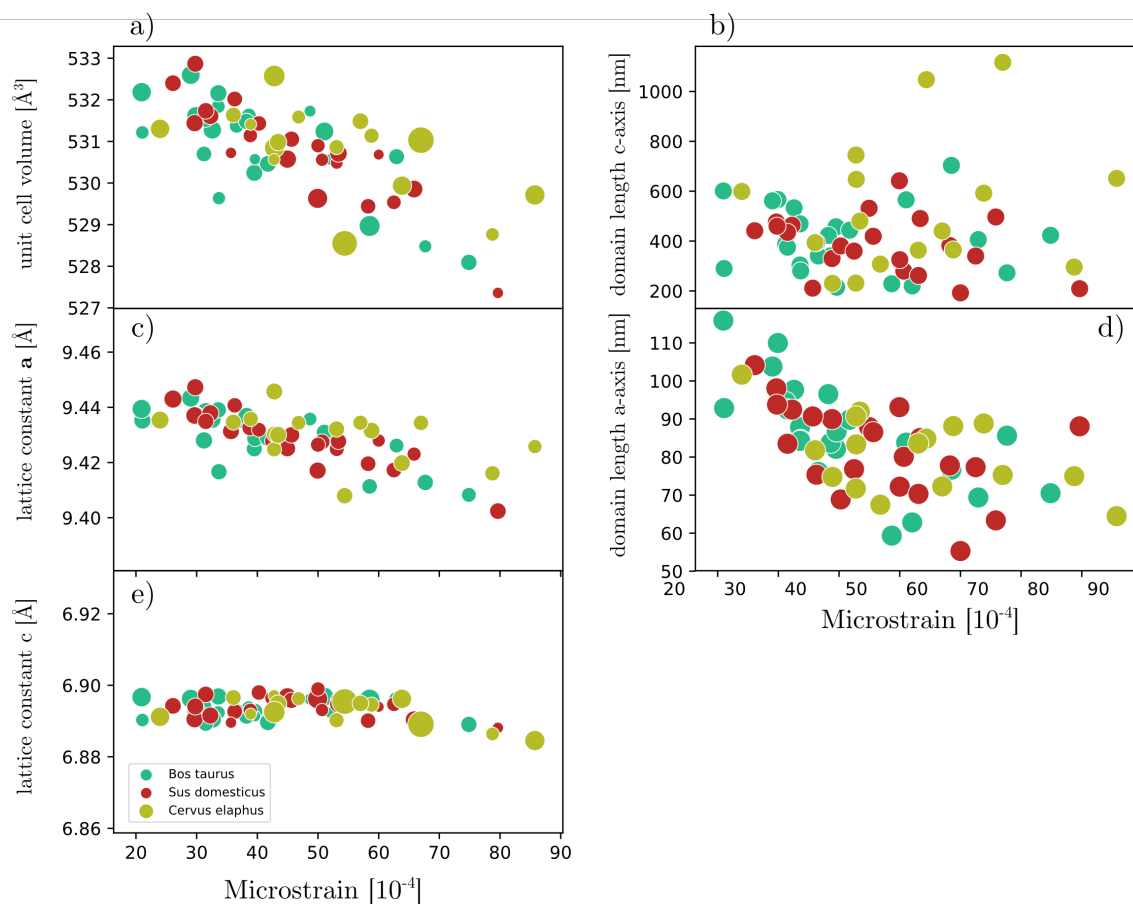 a)
unit cell volume [Å³]
533
532
531
530
529
528
527
b)
domain length c-axis [nm]
1000
800
600
400
200
c)
lattice constant a [Å]
9.46
9.44
9.42
9.40
d)
domain length a-axis [nm]
110
100
90
80
70
60
50
20 30 40 50 60 70 80 90
Microstrain [10⁻⁴]
e)
lattice constant c [Å]
6.92
6.90
6.88
6.86
Bos taurus
Sus domesticus
Cervus elaphus
20 30 40 50 60 70 80 90
Microstrain [10⁻⁴]